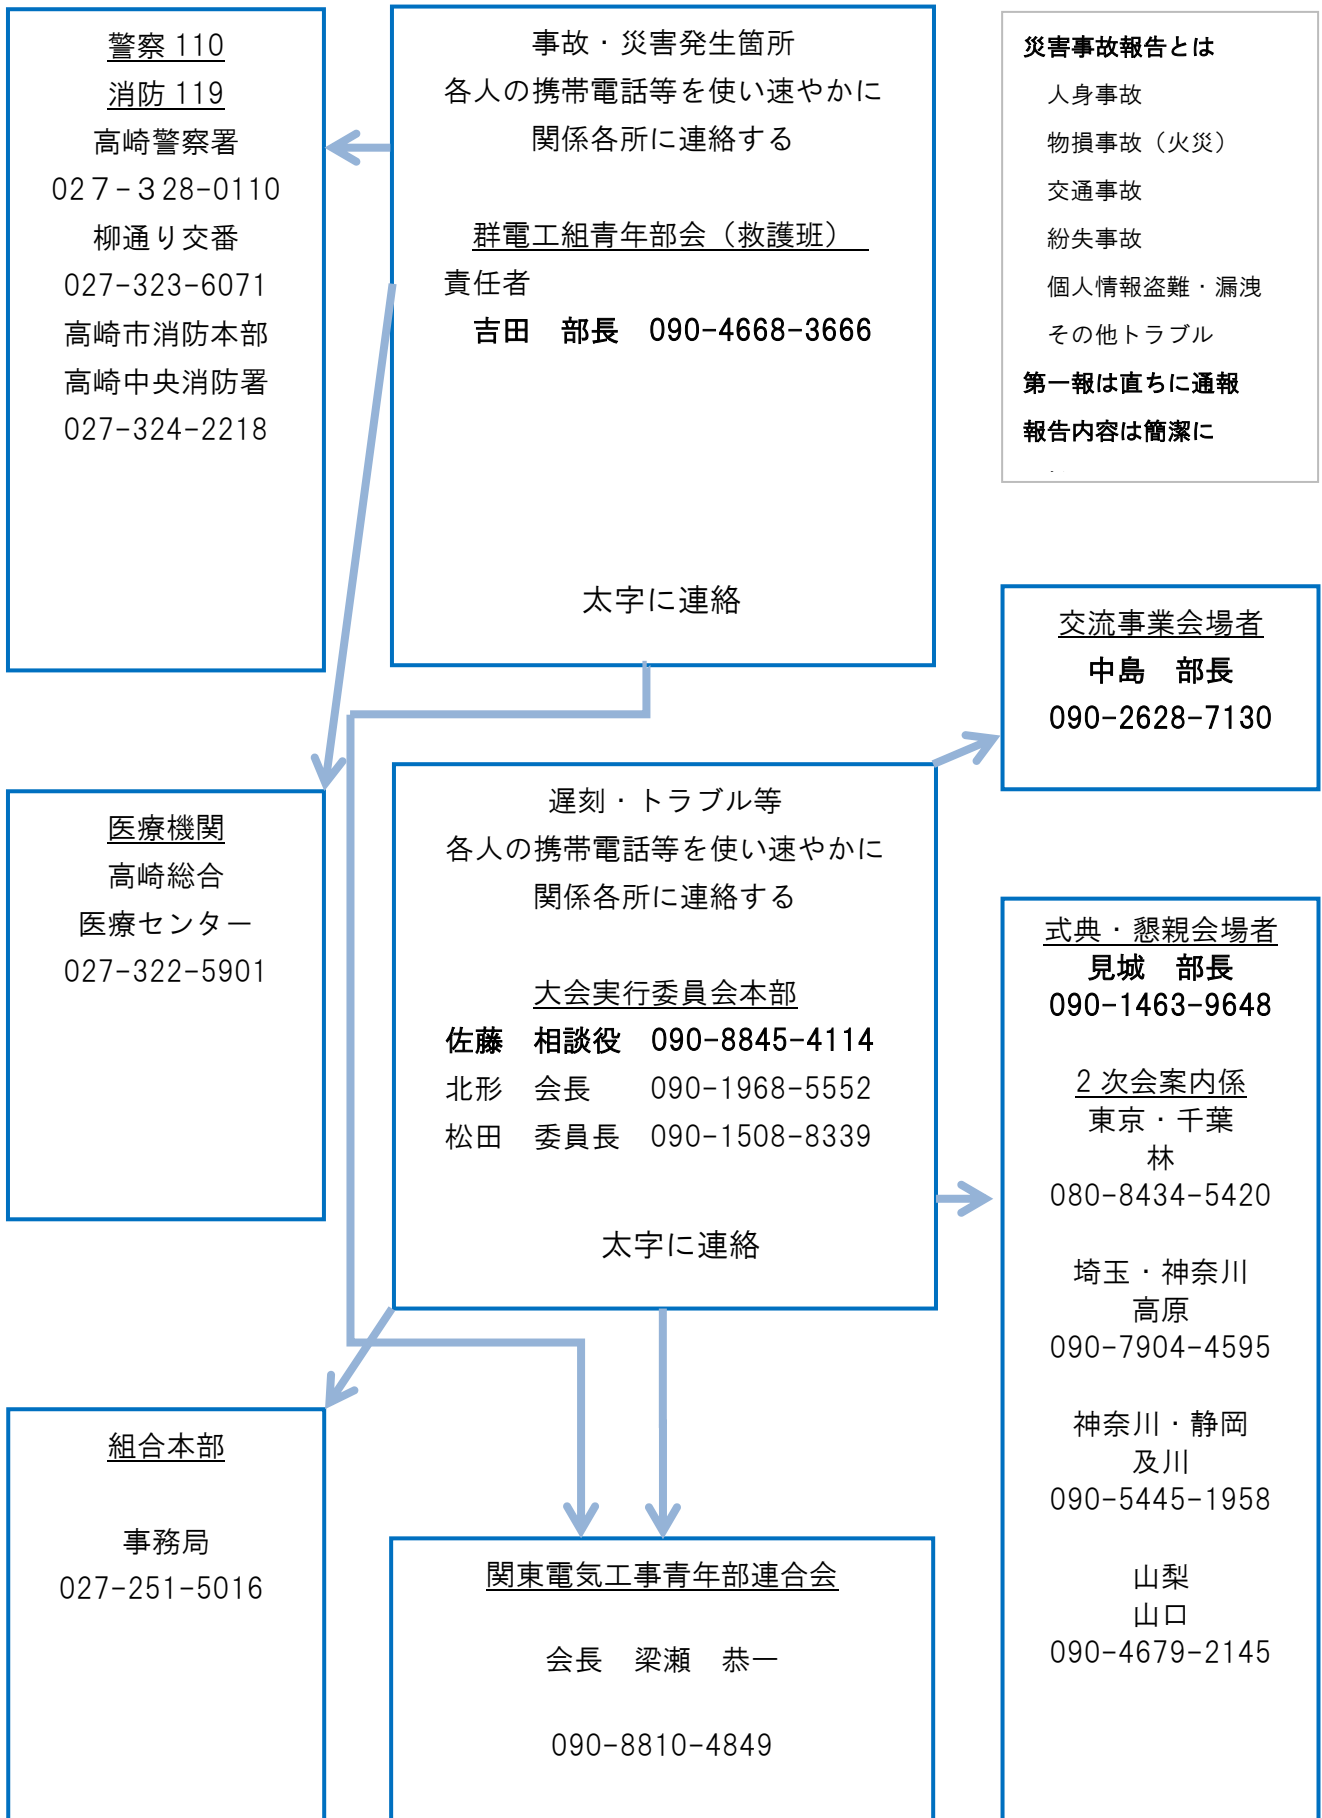 警察 110
消防 119
高崎警察署
02７-３28-0110
柳通り交番
027-323-6071
高崎市消防本部
高崎中央消防署
027-324-2218
事故・災害発生箇所
各人の携帯電話等を使い速やかに
関係各所に連絡する
群電工組青年部会（救護班）
責任者
吉田　部長　090-4668-3666
太字に連絡
災害事故報告とは
人身事故
物損事故（火災）
交通事故
紛失事故
個人情報盗難・漏洩
その他トラブル
第一報は直ちに通報
報告内容は簡潔に
交流事業会場者
中島　部長
090-2628-7130
医療機関
高崎総合
医療センター
027-322-5901
遅刻・トラブル等
各人の携帯電話等を使い速やかに
関係各所に連絡する
大会実行委員会本部
佐藤　相談役　090-8845-4114
北形　会長　　090-1968-5552
松田　委員長　090-1508-8339
太字に連絡
式典・懇親会場者
見城　部長
090-1463-9648
2 次会案内係
東京・千葉
林
080-8434-5420
埼玉・神奈川
高原
090-7904-4595
神奈川・静岡
及川
090-5445-1958
山梨
山口
090-4679-2145
組合本部
事務局
027-251-5016
関東電気工事青年部連合会
会長　梁瀬　恭一
090-8810-4849